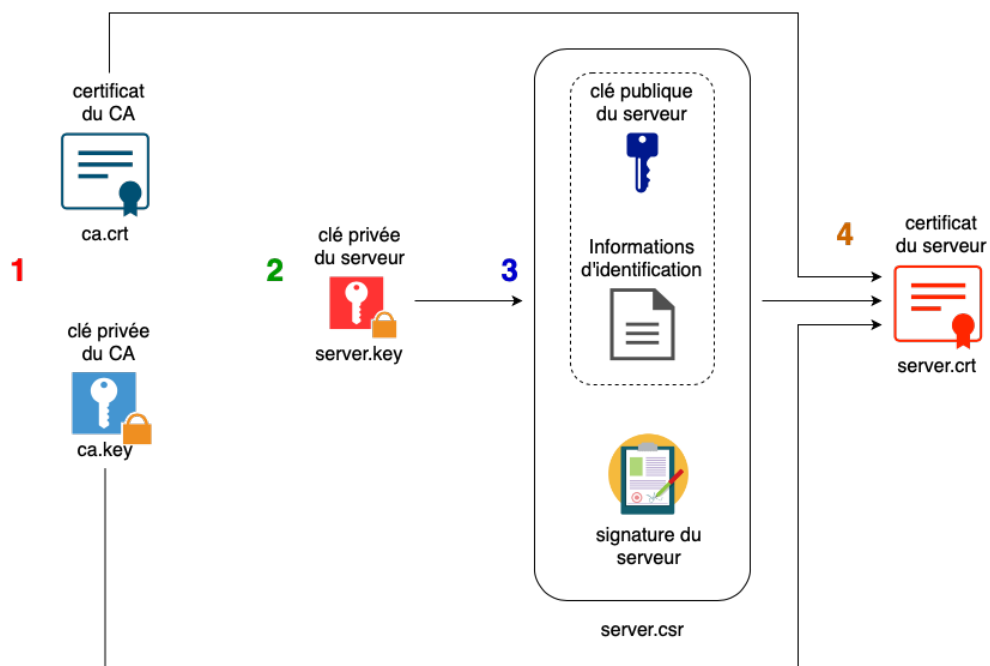 certificat
du CA
ca.crt
1
clé privée
du CA
ca.key
2
clé privée
du serveur
server.key
3
clé publique
du serveur
Informations
d'identification
signature du
serveur
server.csr
4
certificat
du serveur
server.crt